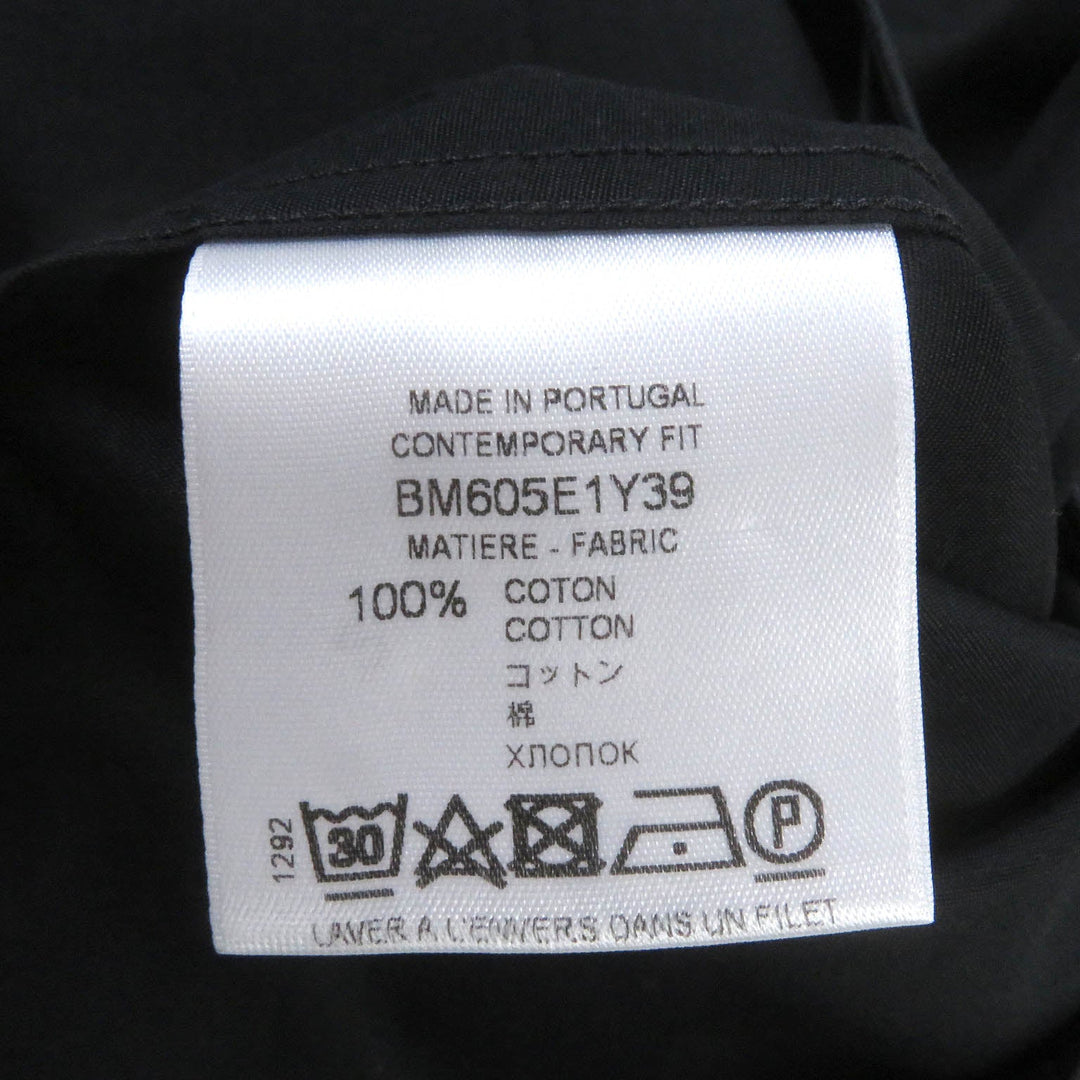 MADE IN PORTUGAL
CONTEMPORARY FIT
BM605E1Y39
MATIERE - FABRIC
100% COTON
COTTON
コットン
棉
ХЛОПОК
1292
30
P
LAVER A L'ENVERS DANS UN FILET